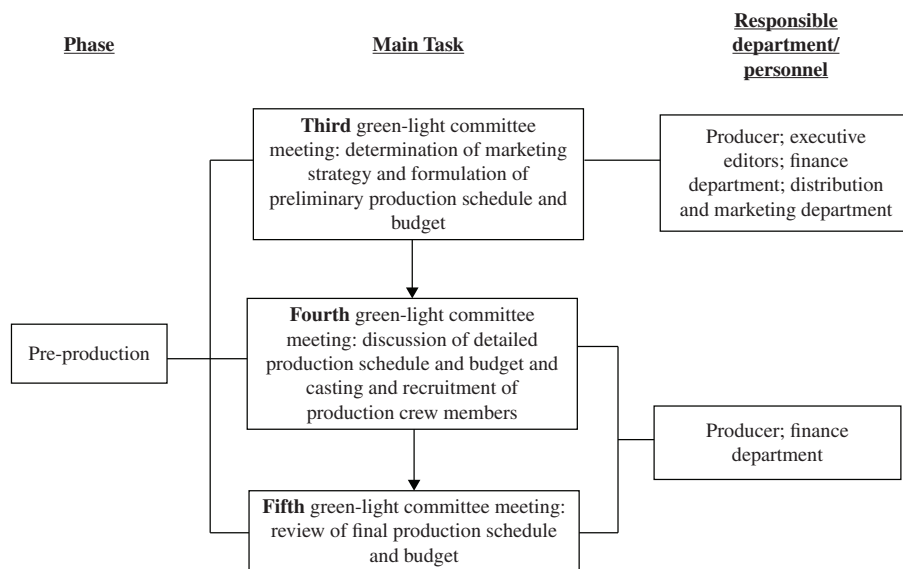 Phase
Main Task
Responsible
department/
personnel
Third green-light committee
meeting: determination of marketing
strategy and formulation of
preliminary production schedule and
budget
Producer; executive
editors; finance
department; distribution
and marketing department
Pre-production
Fourth green-light committee
meeting: discussion of detailed
production schedule and budget and
casting and recruitment of
production crew members
Producer; finance
department
Fifth green-light committee meeting:
review of final production schedule
and budget